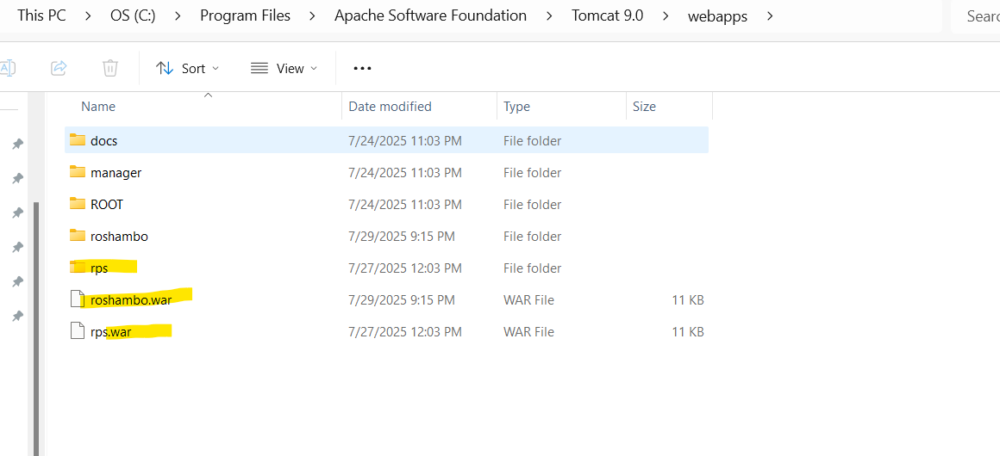 This PC > OS (C:) > Program Files > Apache Software Foundation > Tomcat 9.0 > webapps >
Sort View ...
Name Date modified Type Size
docs 7/24/2025 11:03 PM File folder
manager 7/24/2025 11:03 PM File folder
ROOT 7/24/2025 11:03 PM File folder
roshambo 7/29/2025 9:15 PM File folder
rps 7/27/2025 12:03 PM File folder
roshambo.war 7/29/2025 9:15 PM WAR File 11 KB
rps.war 7/27/2025 12:03 PM WAR File 11 KB